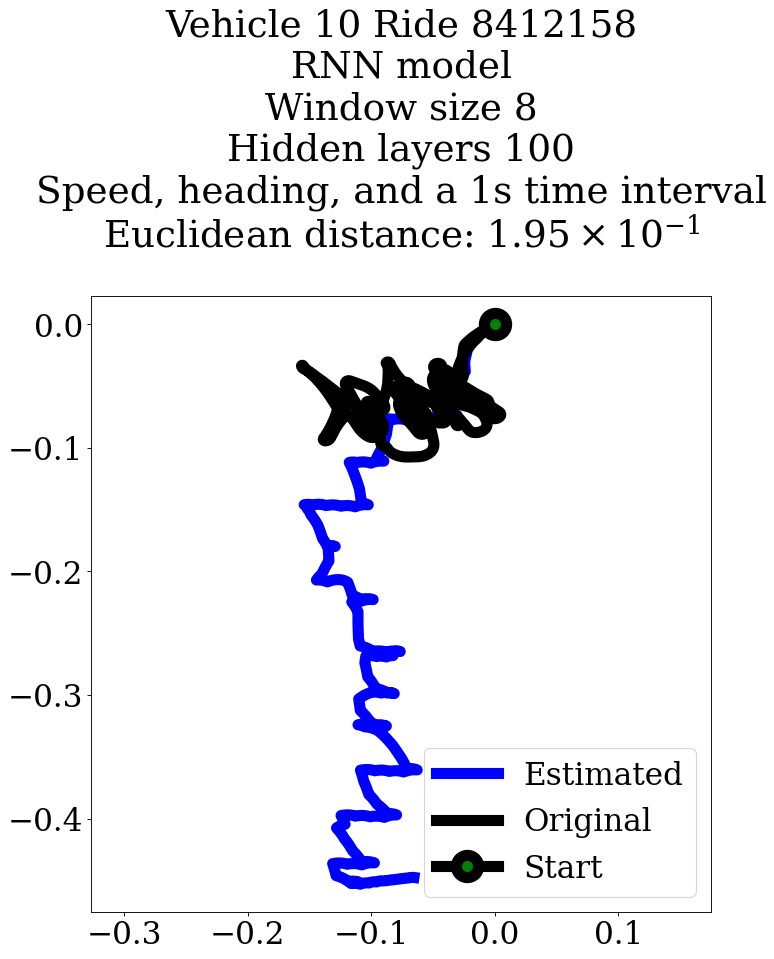 Vehicle 10 Ride 8412158
RNN model
Window size 8
Hidden layers 100
Speed, heading, and a 1s time interval
Euclidean distance: 1.95 × 10⁻¹
0.0
−0.1
−0.2
−0.3
−0.4
Estimated
Original
Start
−0.3
−0.2
−0.1
0.0
0.1